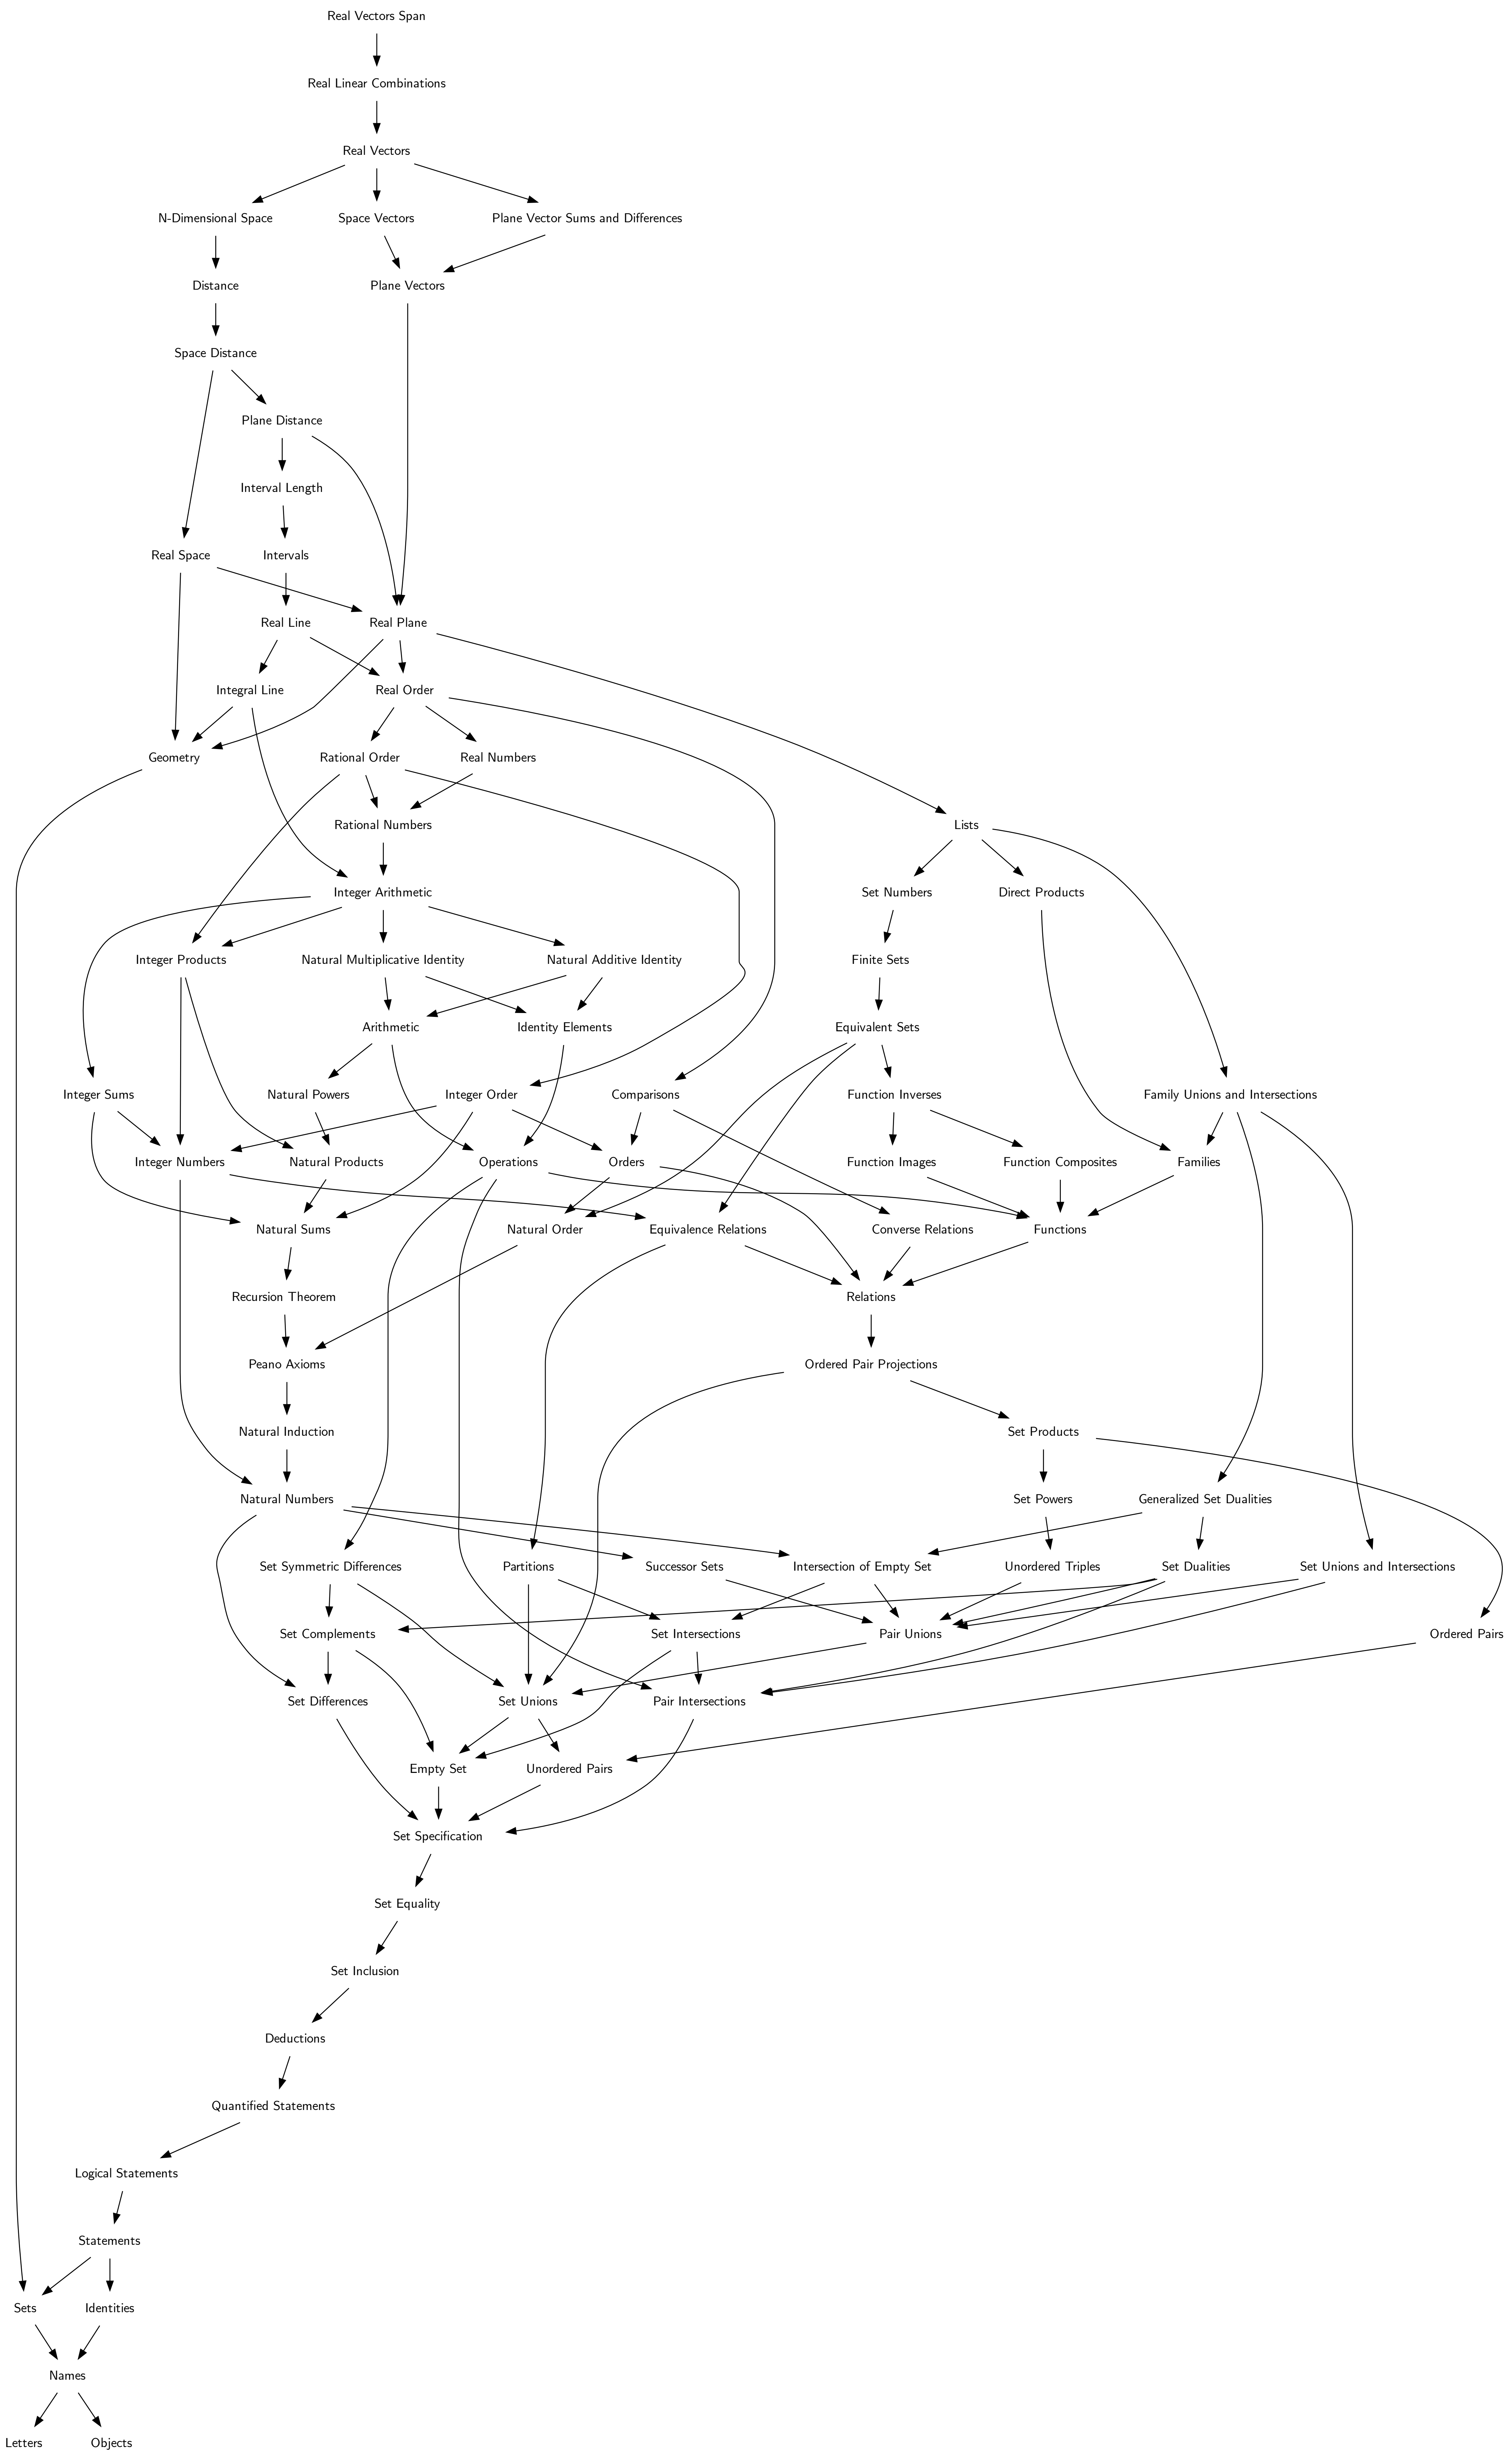 Real Vectors Span
Real Linear Combinations
Real Vectors
N-Dimensional Space
Space Vectors
Plane Vector Sums and Differences
Distance
Plane Vectors
Space Distance
Plane Distance
Interval Length
Real Space
Intervals
Real Line
Real Plane
Integral Line
Real Order
Geometry
Rational Order
Real Numbers
Rational Numbers
Lists
Integer Arithmetic
Set Numbers
Direct Products
Integer Products
Natural Multiplicative Identity
Natural Additive Identity
Finite Sets
Arithmetic
Identity Elements
Equivalent Sets
Integer Sums
Natural Powers
Integer Order
Comparisons
Function Inverses
Family Unions and Intersections
Integer Numbers
Natural Products
Operations
Orders
Function Images
Function Composites
Families
Natural Sums
Natural Order
Equivalence Relations
Converse Relations
Functions
Recursion Theorem
Relations
Peano Axioms
Ordered Pair Projections
Natural Induction
Set Products
Natural Numbers
Set Powers
Generalized Set Dualities
Set Symmetric Differences
Partitions
Successor Sets
Intersection of Empty Set
Unordered Triples
Set Dualities
Set Unions and Intersections
Set Complements
Set Intersections
Pair Unions
Ordered Pairs
Set Differences
Set Unions
Pair Intersections
Empty Set
Unordered Pairs
Set Specification
Set Equality
Set Inclusion
Deductions
Quantified Statements
Logical Statements
Statements
Sets
Identities
Names
Letters
Objects